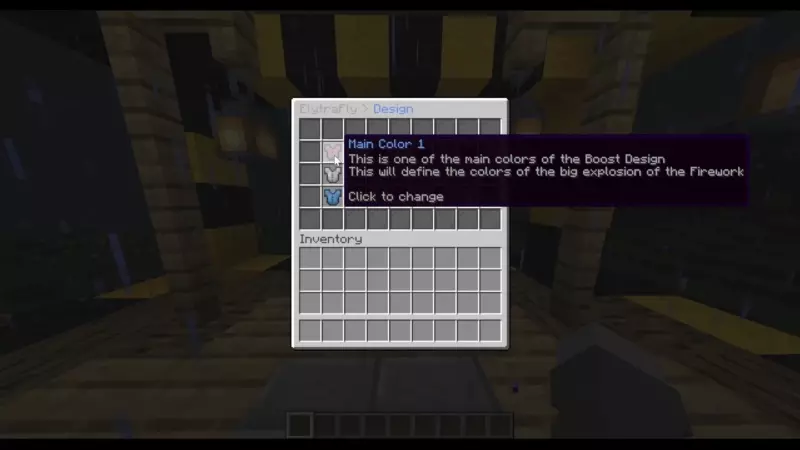 ElytraFly > Design
Main Color 1
This is one of the main colors of the Boost Design
This will define the colors of the big explosion of the Firework
Click to change
Inventory